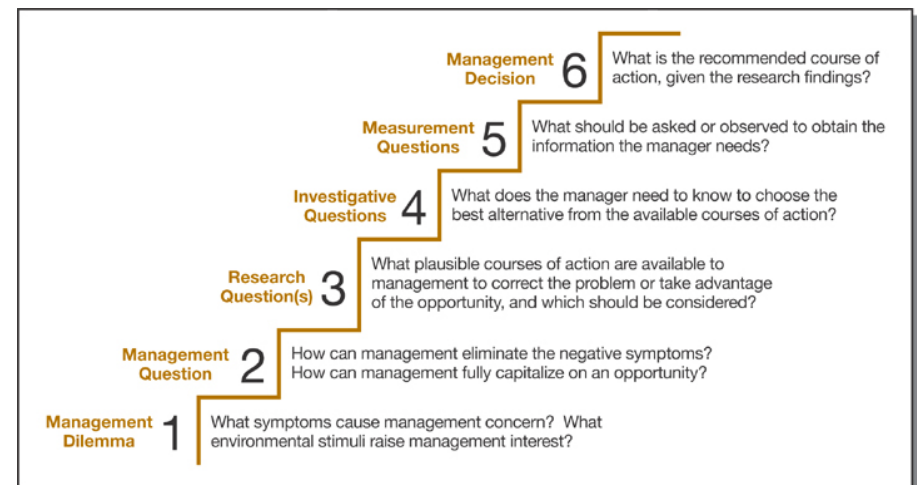 Management
Decision
6
What is the recommended course of
action, given the research findings?
Measurement
Questions
5
What should be asked or observed to obtain the
information the manager needs?
Investigative
Questions
4
What does the manager need to know to choose the
best alternative from the available courses of action?
Research
Question(s)
3
What plausible courses of action are available to
management to correct the problem or take advantage
of the opportunity, and which should be considered?
Management
Question
2
How can management eliminate the negative symptoms?
How can management fully capitalize on an opportunity?
Management
Dilemma
1
What symptoms cause management concern? What
environmental stimuli raise management interest?